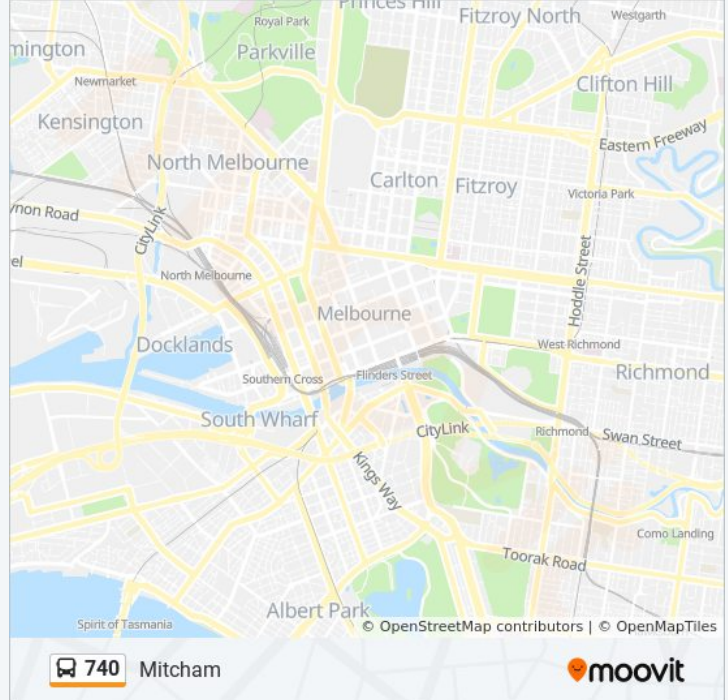 Princes Hill
Fitzroy North
Westgarth
Royal Park
mington
Parkville
Newmarket
Clifton Hill
Kensington
Eastern Freeway
North Melbourne
Carlton
Fitzroy
Victoria Park
ynon Road
CityLink
el
North Melbourne
Hoddle Street
Melbourne
Docklands
West Richmond
Southern Cross
Flinders Street
Richmond
South Wharf
CityLink
Richmond
Swan Street
Kings Way
Como Landing
Toorak Road
Albert Park
Spirit of Tasmania
© OpenStreetMap contributors | © OpenMapTiles
740 Mitcham
moovit